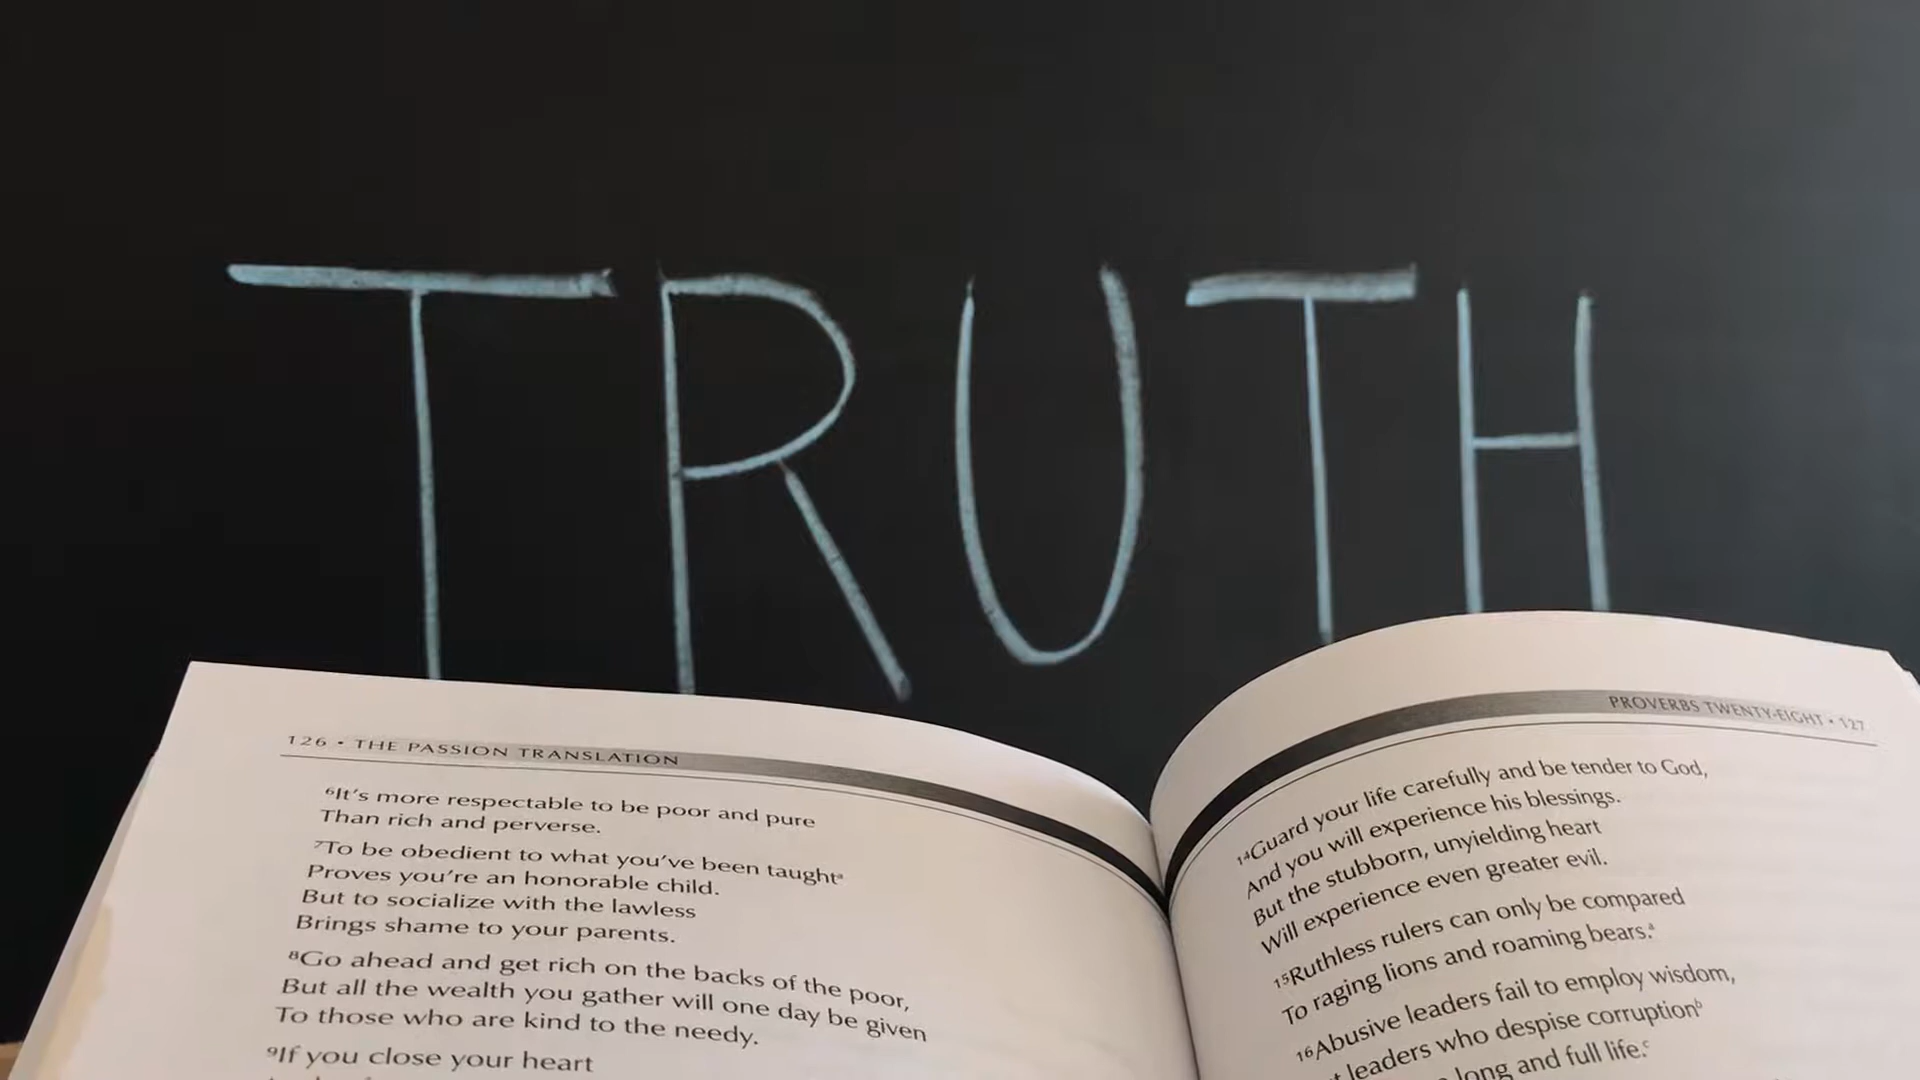 TRUTH
126 • THE PASSION TRANSLATION
⁶It's more respectable to be poor and pure
Than rich and perverse.
⁷To be obedient to what you've been taughtᵃ
Proves you're an honorable child.
But to socialize with the lawless
Brings shame to your parents.
⁸Go ahead and get rich on the backs of the poor,
But all the wealth you gather will one day be given
To those who are kind to the needy.
⁹If you close your heart
PROVERBS TWENTY-EIGHT • 127
¹⁴Guard your life carefully and be tender to God,
And you will experience his blessings.
But the stubborn, unyielding heart
Will experience even greater evil.
¹⁵Ruthless rulers can only be compared
To raging lions and roaming bears.ᵃ
¹⁶Abusive leaders fail to employ wisdom,
leaders who despise corruptionᵇ
long and full life.ᶜ